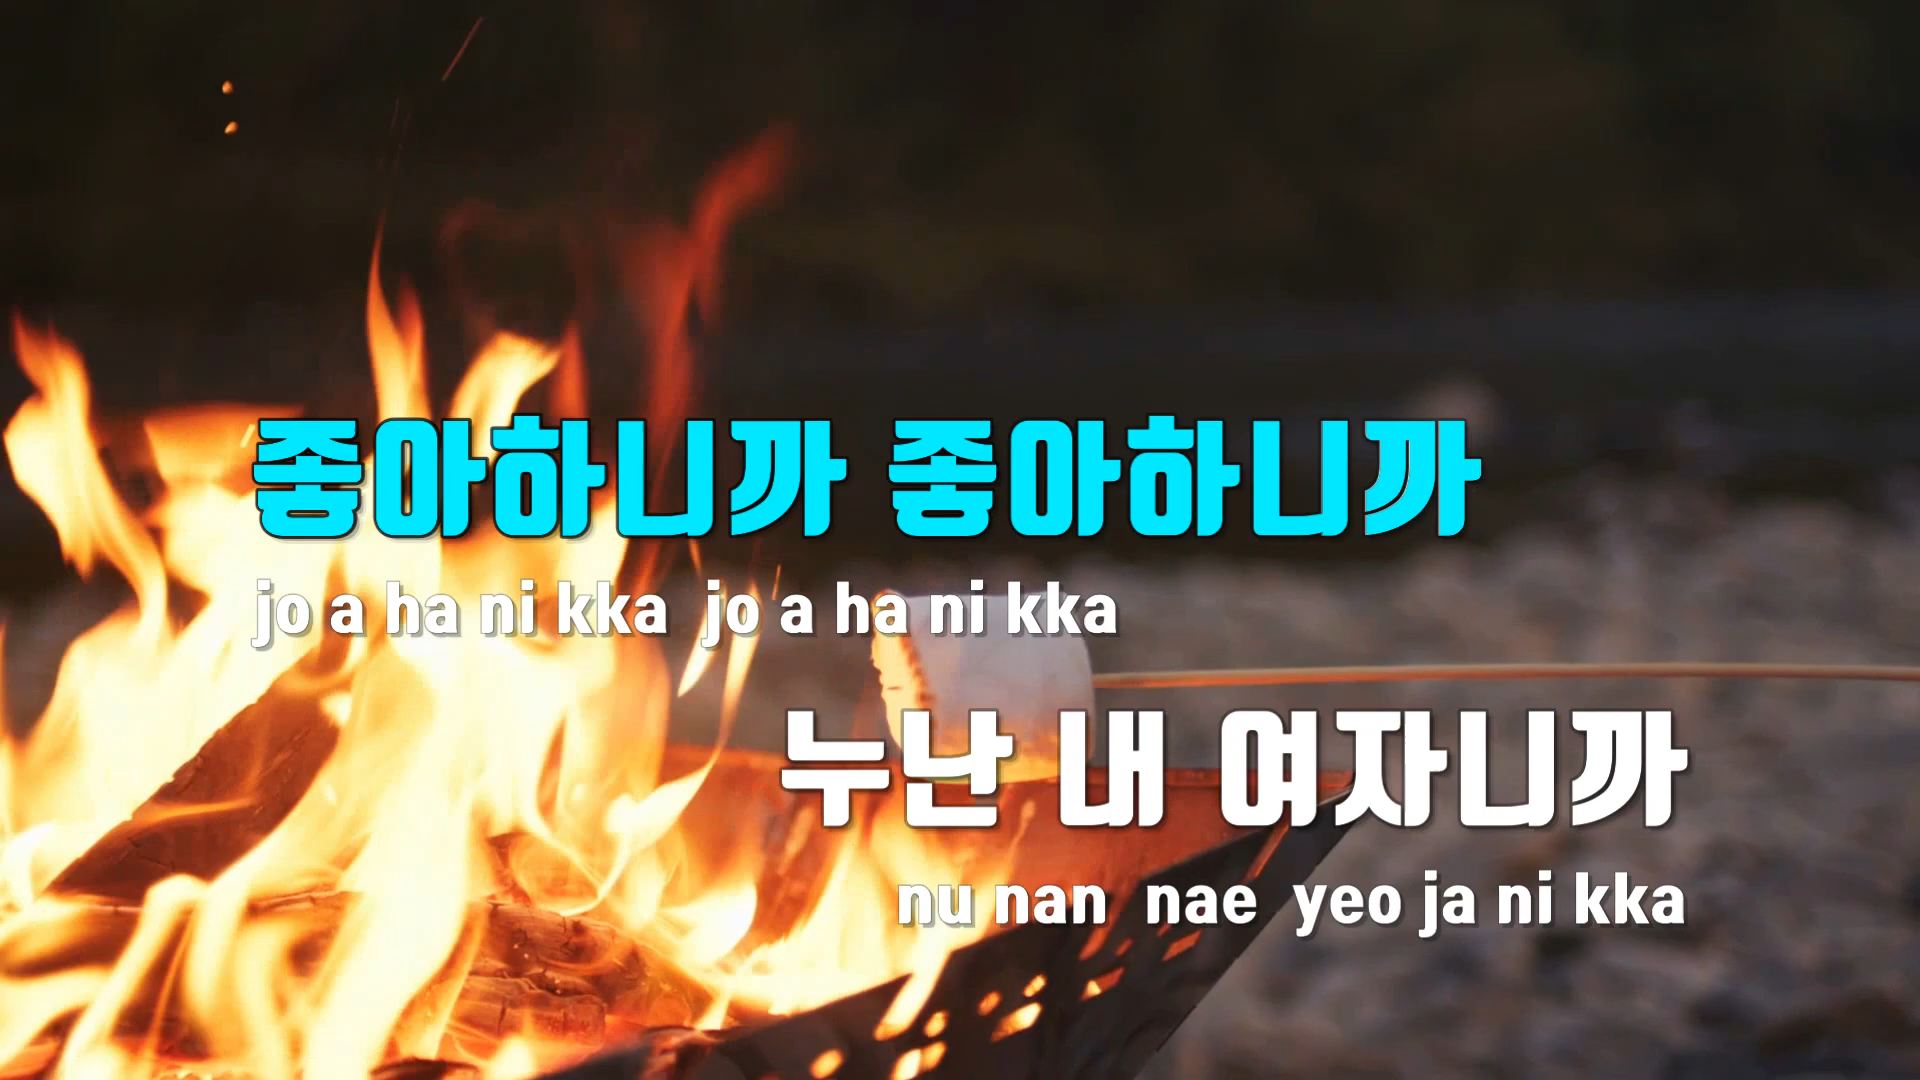 좋아하니까 좋아하니까
jo a ha ni kka jo a ha ni kka
누난 내 여자니까
nu nan nae yeo ja ni kka